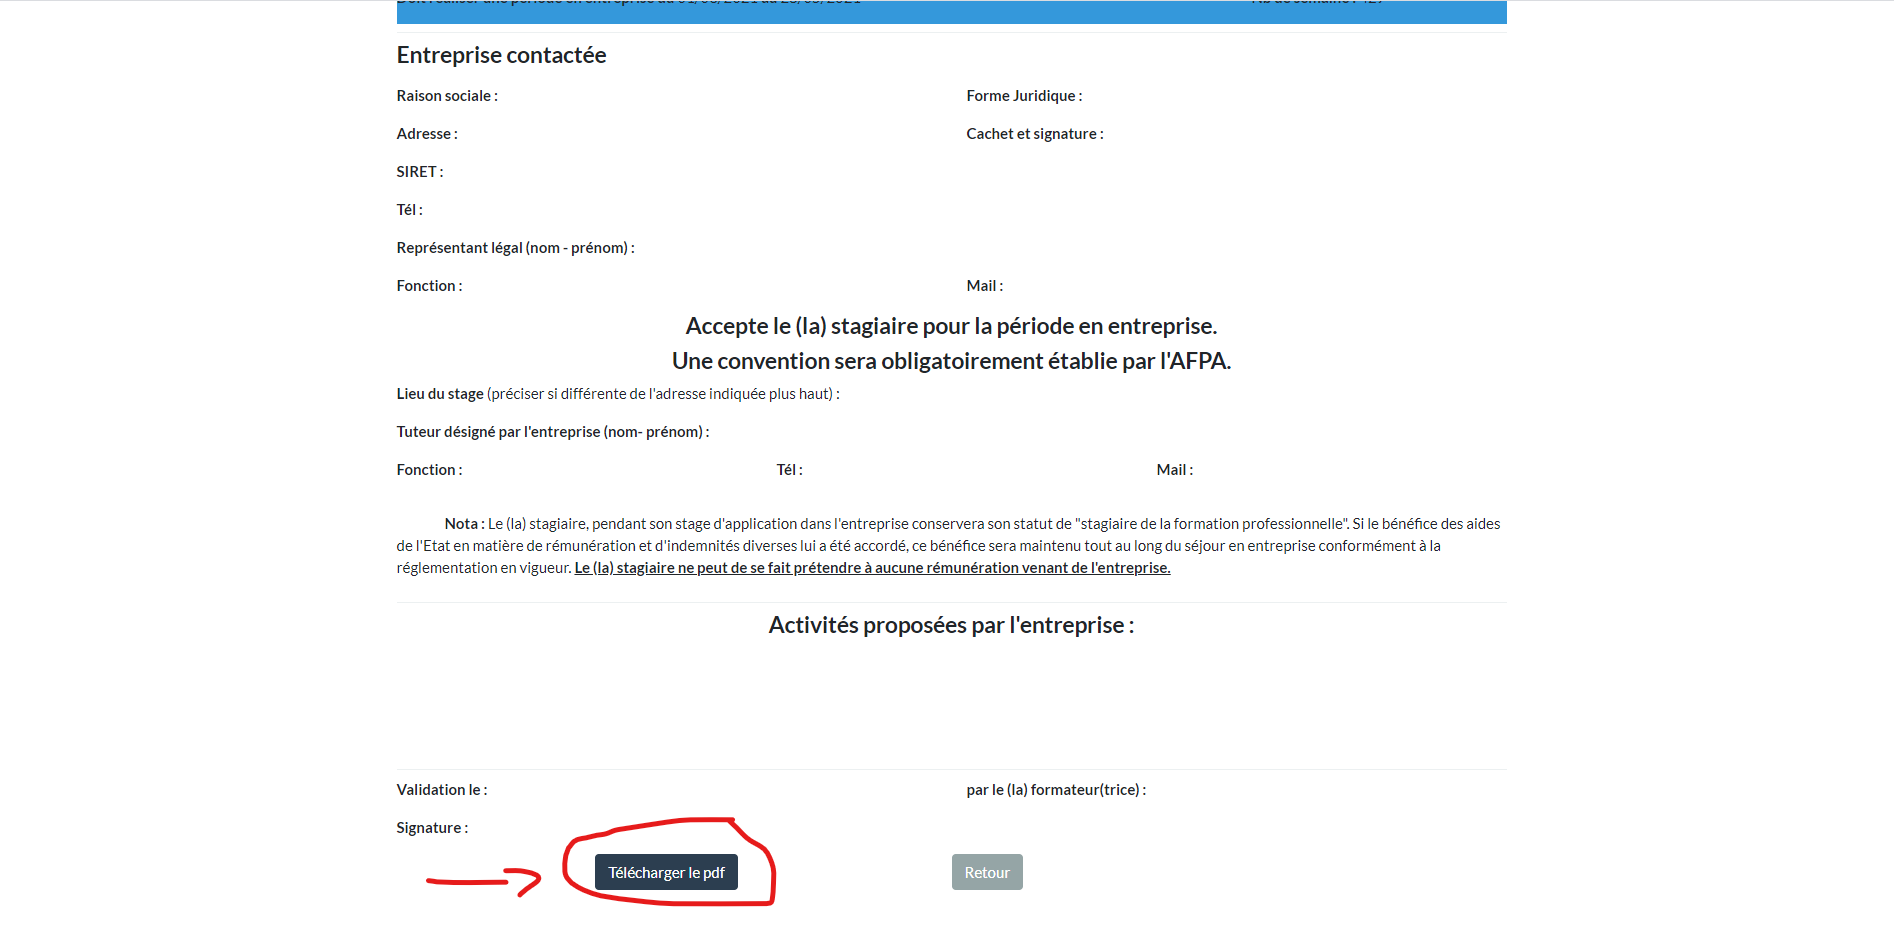 Entreprise contactée
Raison sociale :
Forme Juridique :
Adresse :
Cachet et signature :
SIRET :
Tél :
Représentant légal (nom - prénom) :
Fonction :
Mail :
Accepte le (la) stagiaire pour la période en entreprise.
Une convention sera obligatoirement établie par l'AFPA.
Lieu du stage (préciser si différente de l'adresse indiquée plus haut) :
Tuteur désigné par l'entreprise (nom- prénom) :
Fonction :
Tél :
Mail :
Nota : Le (la) stagiaire, pendant son stage d'application dans l'entreprise conservera son statut de "stagiaire de la formation professionnelle". Si le bénéfice des aides
de l'Etat en matière de rémunération et d'indemnités diverses lui a été accordé, ce bénéfice sera maintenu tout au long du séjour en entreprise conformément à la
réglementation en vigueur. Le (la) stagiaire ne peut de se fait prétendre à aucune rémunération venant de l'entreprise.
Activités proposées par l'entreprise :
Validation le :
par le (la) formateur(trice) :
Signature :
Télécharger le pdf
Retour